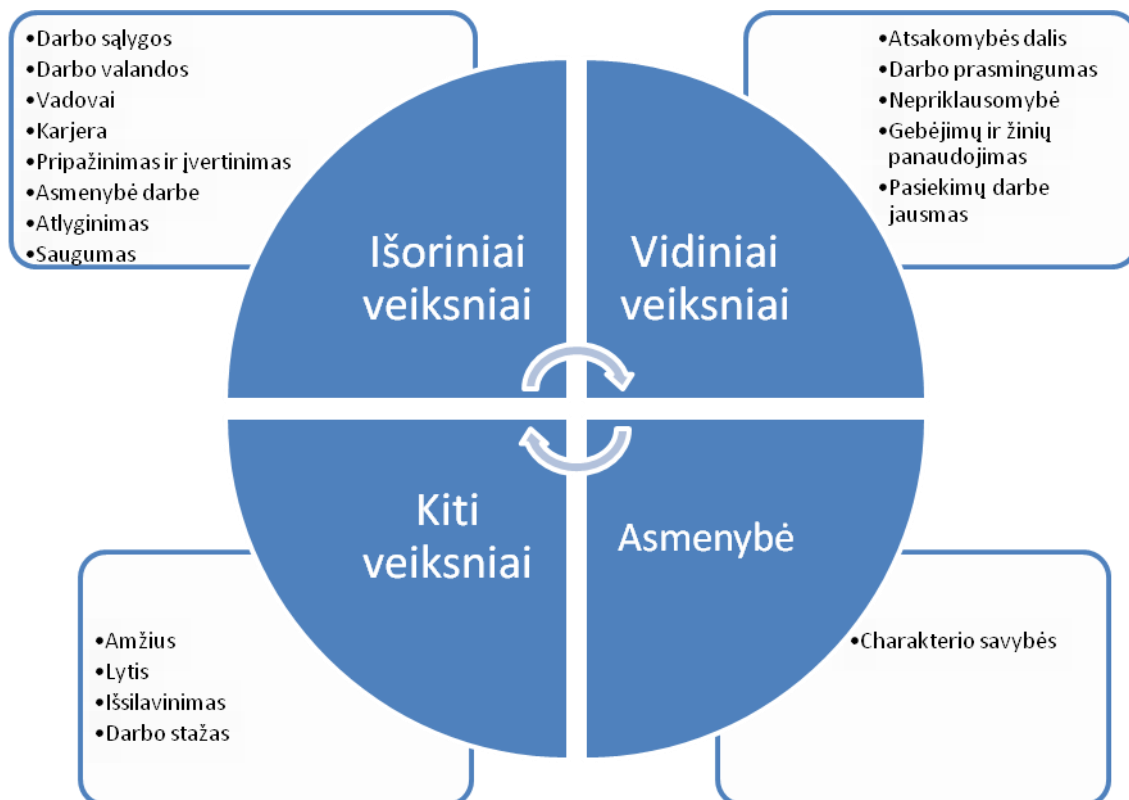 •Darbo sąlygos
•Darbo valandos
•Vadovai
•Karjera
•Pripažinimas ir įvertinimas
•Asmenybė darbe
•Atlyginimas
•Saugumas
•Atsakomybės dalis
•Darbo prasmingumas
•Nepriklausomybė
•Gebėjimų ir žinių
panaudojimas
•Pasiekimų darbe
jausmas
Išoriniai
veiksniai
Vidiniai
veiksniai
Kiti
veiksniai
Asmenybė
•Amžius
•Lytis
•Išsilavinimas
•Darbo stažas
•Charakterio savybės